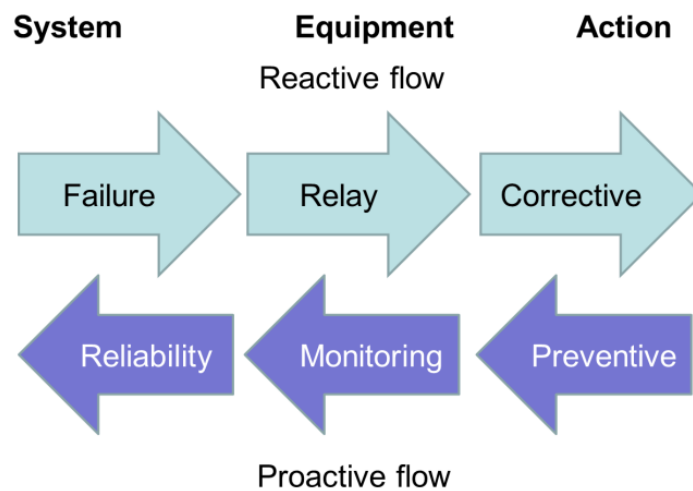 System Equipment Action
Reactive flow
Failure Relay Corrective
Reliability Monitoring Preventive
Proactive flow